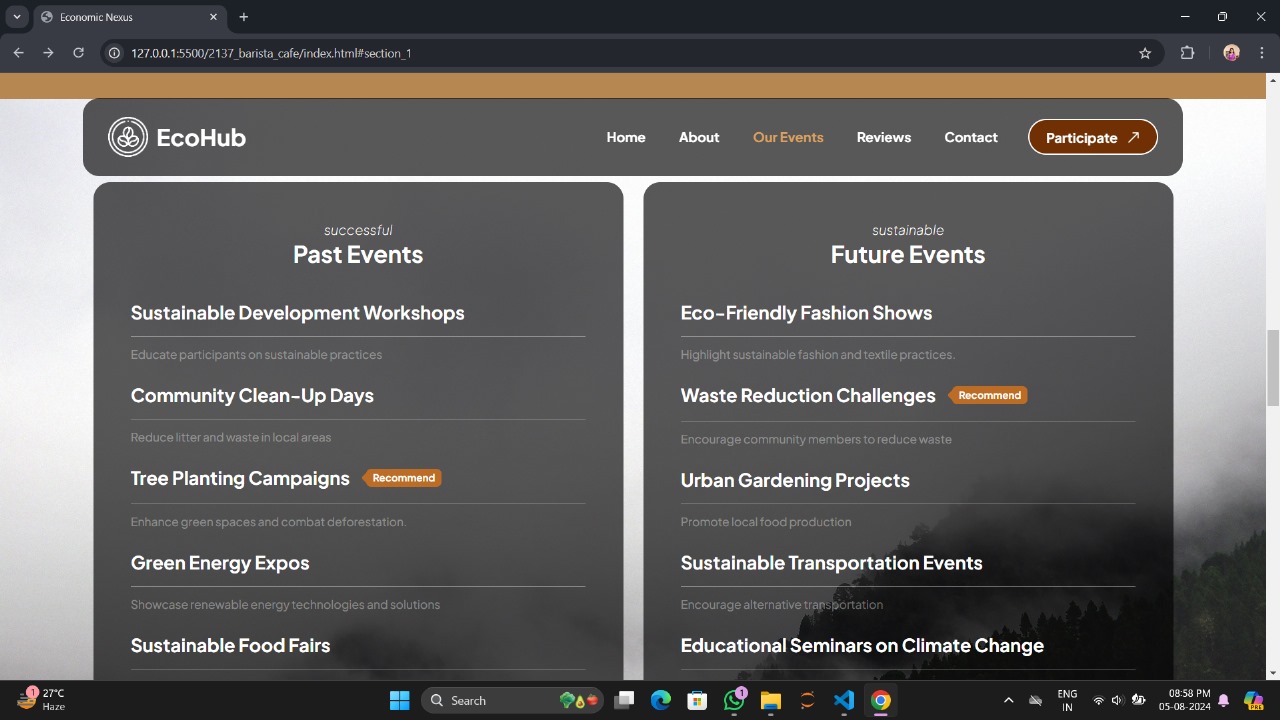 Economic Nexus
127.0.0.1:5500/2137_barista_cafe/index.html#section_1
EcoHub
Home
About
Our Events
Reviews
Contact
Participate
successful
Past Events
Sustainable Development Workshops
Educate participants on sustainable practices
Community Clean-Up Days
Reduce litter and waste in local areas
Tree Planting Campaigns Recommend
Enhance green spaces and combat deforestation.
Green Energy Expos
Showcase renewable energy technologies and solutions
Sustainable Food Fairs
sustainable
Future Events
Eco-Friendly Fashion Shows
Highlight sustainable fashion and textile practices.
Waste Reduction Challenges Recommend
Encourage community members to reduce waste
Urban Gardening Projects
Promote local food production
Sustainable Transportation Events
Encourage alternative transportation
Educational Seminars on Climate Change
1
27°C
Haze
Search
1
ENG
IN
08:58 PM
05-08-2024
PRE